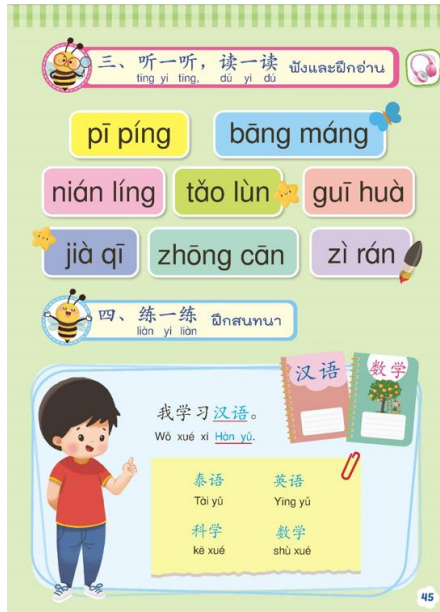 三、听一听，读一读 ฟังและฝึกอ่าน
tīng yi tīng, dú yi dú
pī píng bāng máng
nián líng tǎo lùn guī huà
jià qī zhōng cān zì rán
四、练一练 ฝึกสนทนา
liàn yi liàn
汉语 数学
我学习汉语。
Wǒ xué xí Hàn yǔ.
泰语 英语
Tài yǔ Yīng yǔ
科学 数学
kē xué shù xué
45